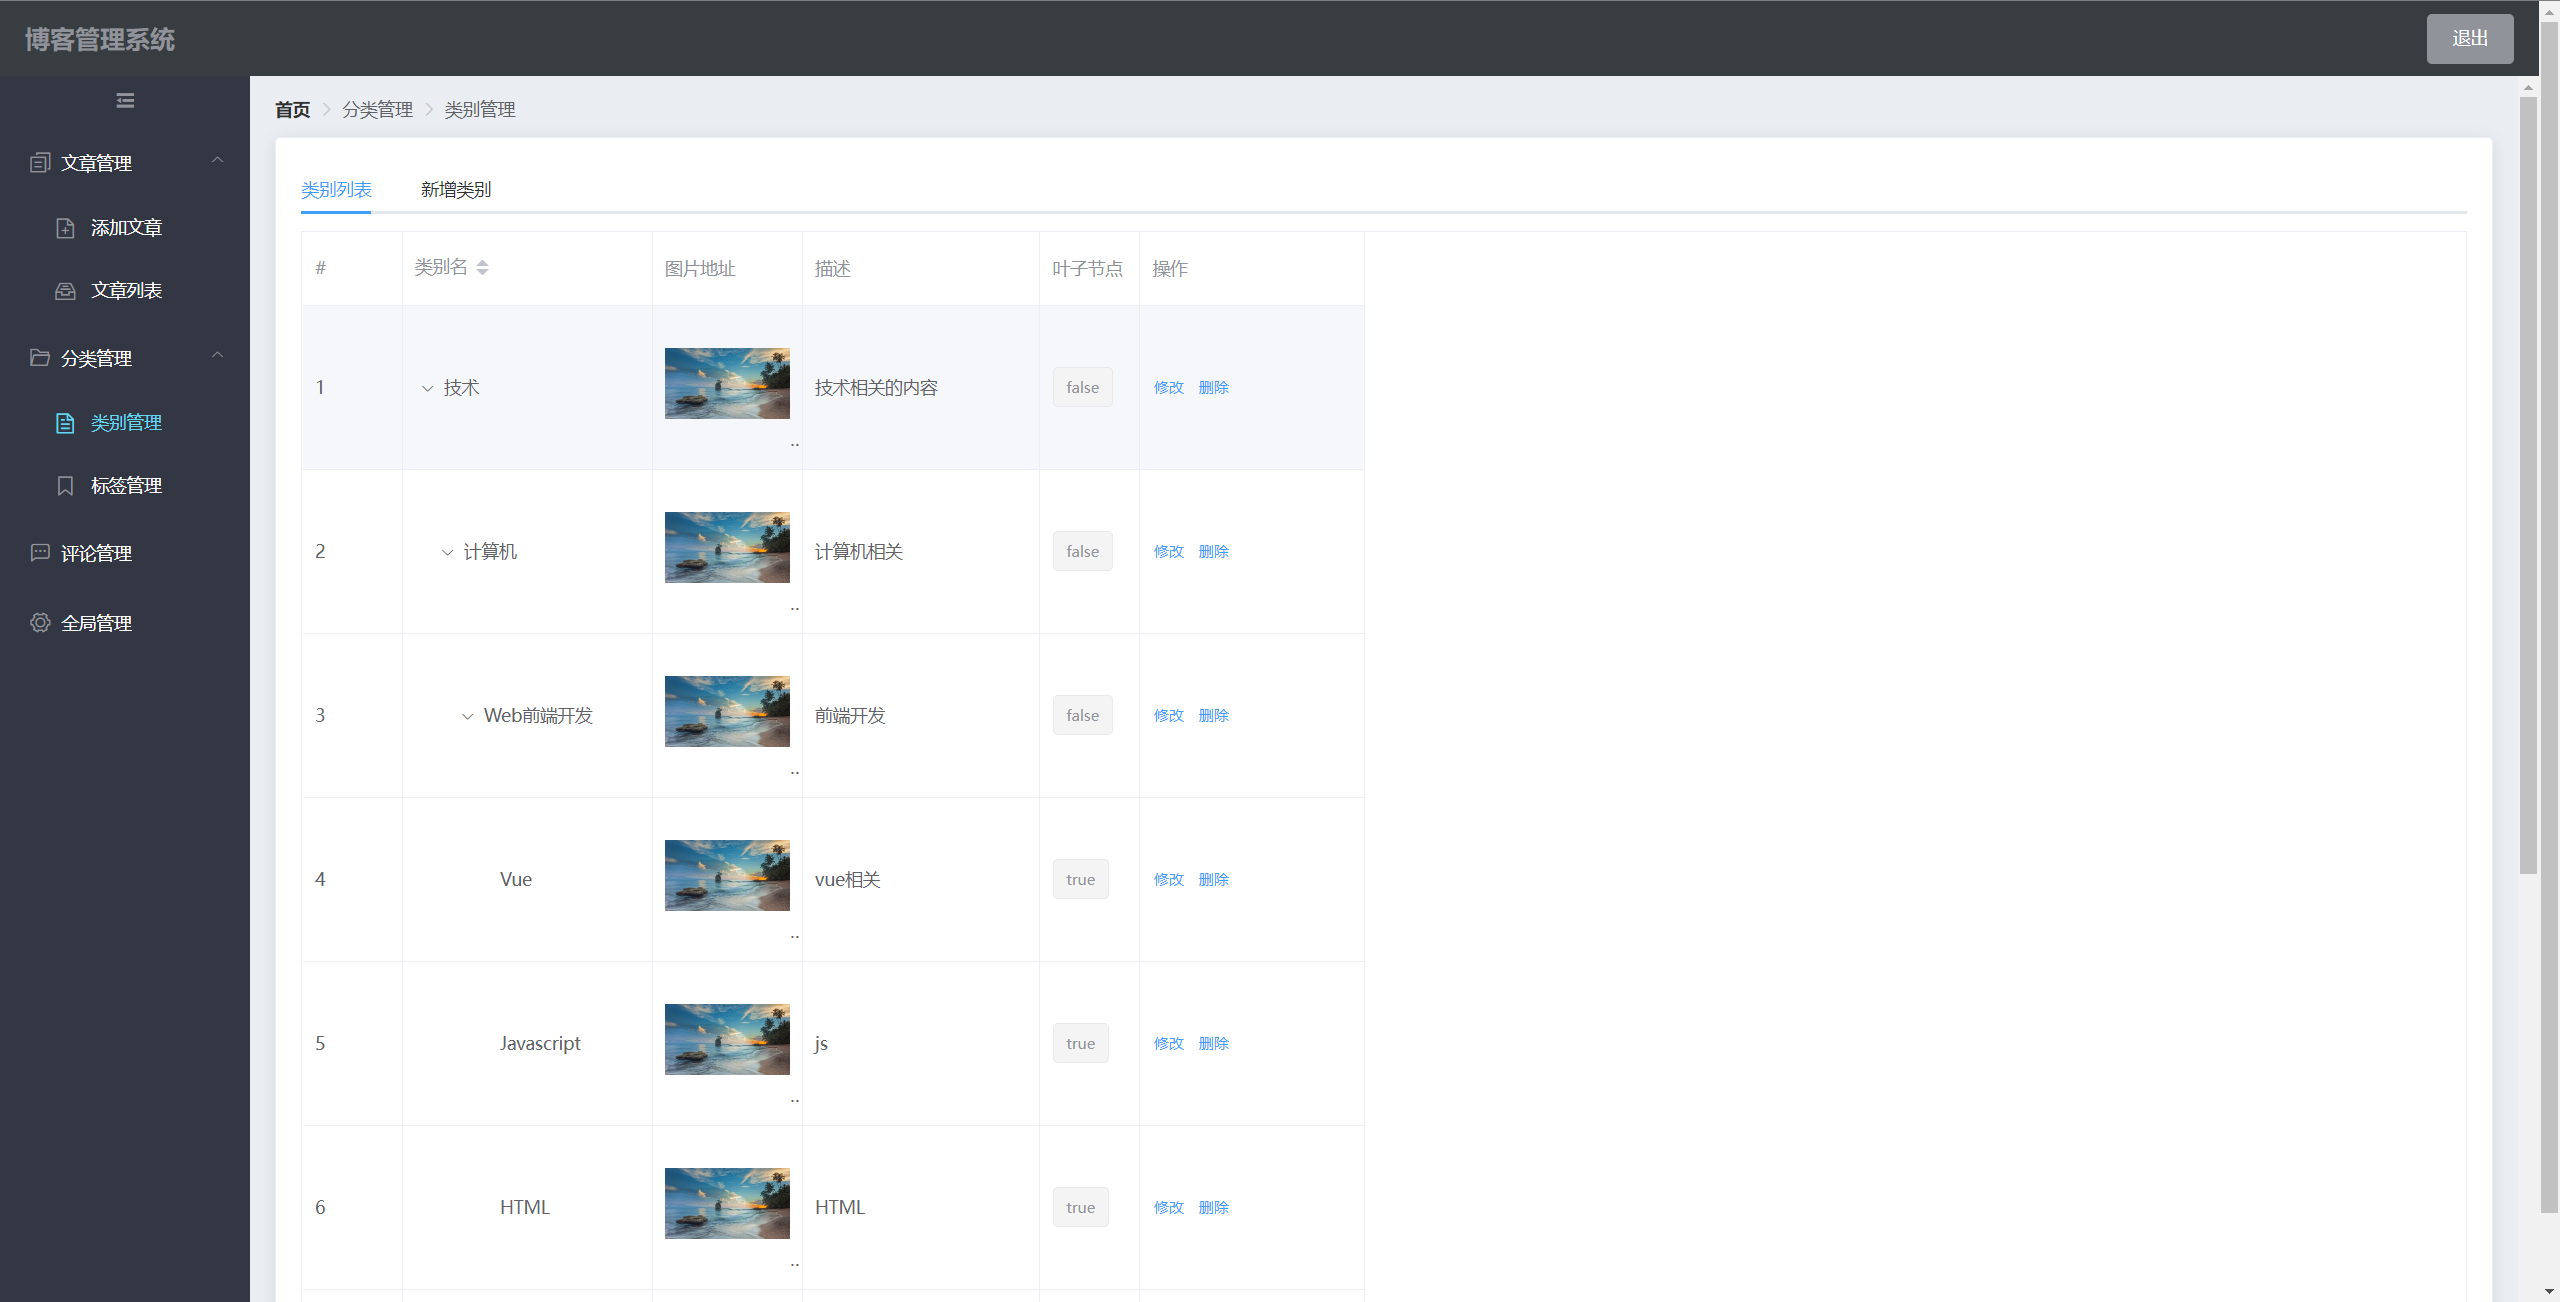 博客管理系统
退出
文章管理
添加文章
文章列表
分类管理
类别管理
标签管理
评论管理
全局管理
首页 > 分类管理 > 类别管理
类别列表 新增类别
# 类别名 图片地址 描述 叶子节点 操作
1 技术 .. 技术相关的内容 false 修改 删除
2 计算机 .. 计算机相关 false 修改 删除
3 Web前端开发 .. 前端开发 false 修改 删除
4 Vue .. vue相关 true 修改 删除
5 Javascript .. js true 修改 删除
6 HTML .. HTML true 修改 删除